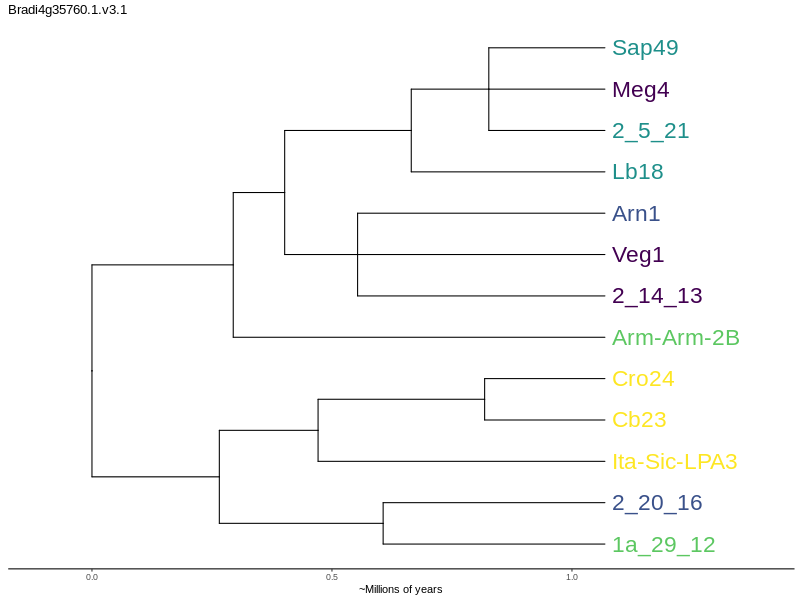 Bradi4g35760.1.v3.1
Sap49
Meg4
2_5_21
Lb18
Arn1
Veg1
2_14_13
Arm-Arm-2B
Cro24
Cb23
Ita-Sic-LPA3
2_20_16
1a_29_12
0.0 0.5 1.0
~Millions of years